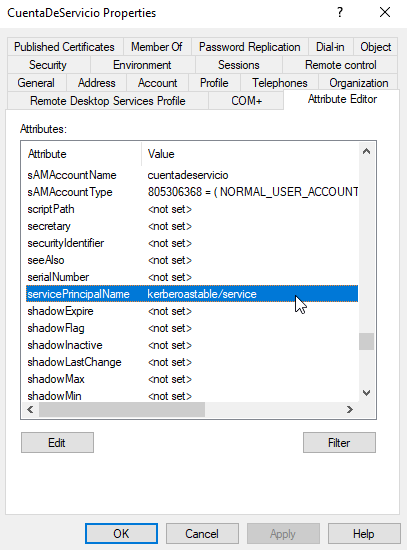 CuentaDeServicio Properties ? ×
Published Certificates Member Of Password Replication Dial-in Object
Security Environment Sessions Remote control
General Address Account Profile Telephones Organization
Remote Desktop Services Profile COM+ Attribute Editor
Attributes:
Attribute Value
sAMAccountName cuentadeservicio
sAMAccountType 805306368 = ( NORMAL_USER_ACCOUNT
scriptPath <not set>
secretary <not set>
securityIdentifier <not set>
seeAlso <not set>
serialNumber <not set>
servicePrincipalName kerberoastable/service
shadowExpire <not set>
shadowFlag <not set>
shadowInactive <not set>
shadowLastChange <not set>
shadowMax <not set>
shadowMin <not set>
Edit Filter
OK Cancel Apply Help